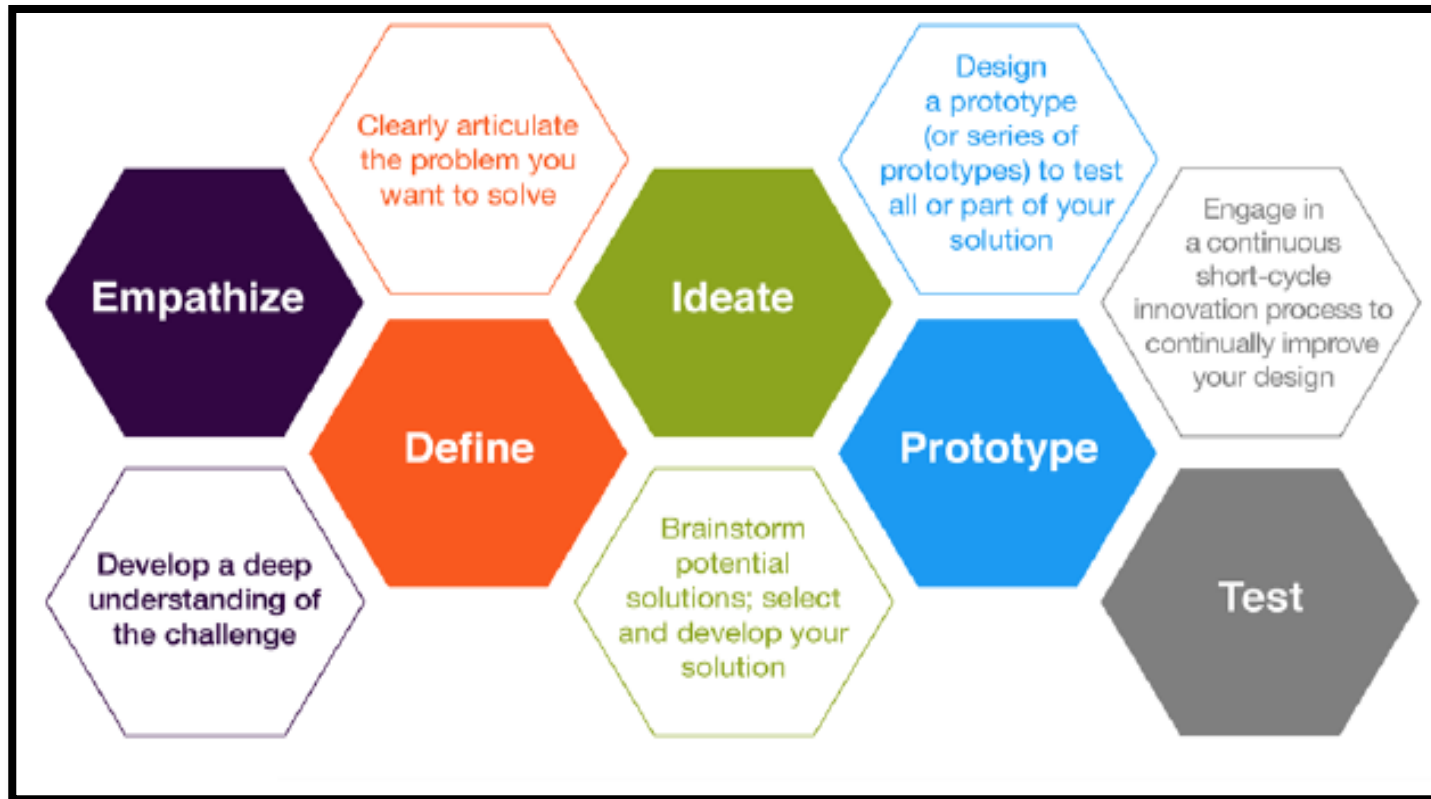 Empathize
Develop a deep
understanding of
the challenge
Clearly articulate
the problem you
want to solve
Define
Ideate
Brainstorm
potential
solutions; select
and develop your
solution
Design
a prototype
(or series of
prototypes) to test
all or part of your
solution
Prototype
Engage in
a continuous
short-cycle
innovation process to
continually improve
your design
Test